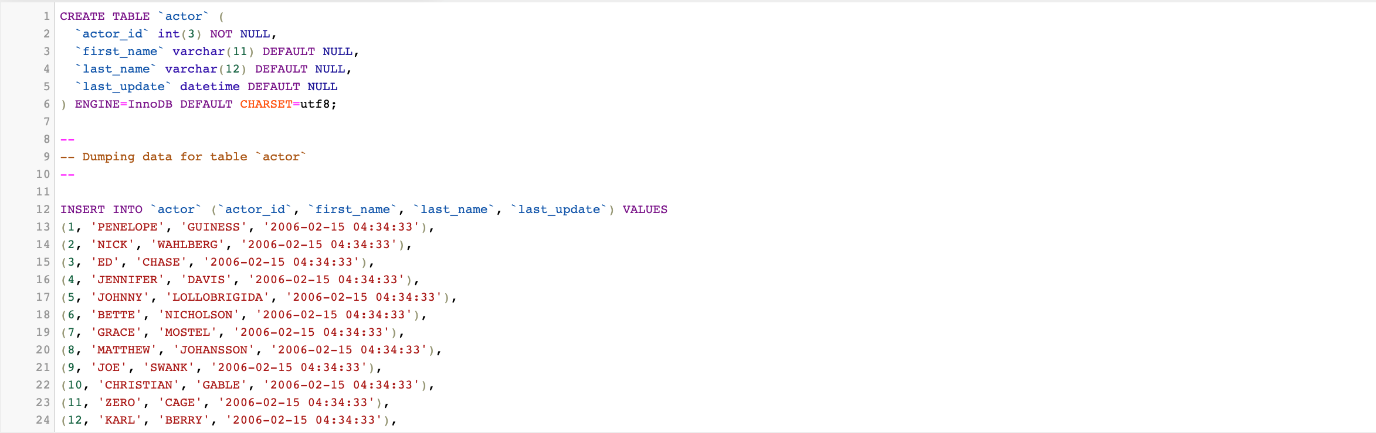 1 CREATE TABLE `actor` (
2   `actor_id` int(3) NOT NULL,
3   `first_name` varchar(11) DEFAULT NULL,
4   `last_name` varchar(12) DEFAULT NULL,
5   `last_update` datetime DEFAULT NULL
6 ) ENGINE=InnoDB DEFAULT CHARSET=utf8;
7
8 --
9 -- Dumping data for table `actor`
10 --
11
12 INSERT INTO `actor` (`actor_id`, `first_name`, `last_name`, `last_update`) VALUES
13 (1, 'PENELOPE', 'GUINESS', '2006-02-15 04:34:33'),
14 (2, 'NICK', 'WAHLBERG', '2006-02-15 04:34:33'),
15 (3, 'ED', 'CHASE', '2006-02-15 04:34:33'),
16 (4, 'JENNIFER', 'DAVIS', '2006-02-15 04:34:33'),
17 (5, 'JOHNNY', 'LOLLOBRIGIDA', '2006-02-15 04:34:33'),
18 (6, 'BETTE', 'NICHOLSON', '2006-02-15 04:34:33'),
19 (7, 'GRACE', 'MOSTEL', '2006-02-15 04:34:33'),
20 (8, 'MATTHEW', 'JOHANSSON', '2006-02-15 04:34:33'),
21 (9, 'JOE', 'SWANK', '2006-02-15 04:34:33'),
22 (10, 'CHRISTIAN', 'GABLE', '2006-02-15 04:34:33'),
23 (11, 'ZERO', 'CAGE', '2006-02-15 04:34:33'),
24 (12, 'KARL', 'BERRY', '2006-02-15 04:34:33'),